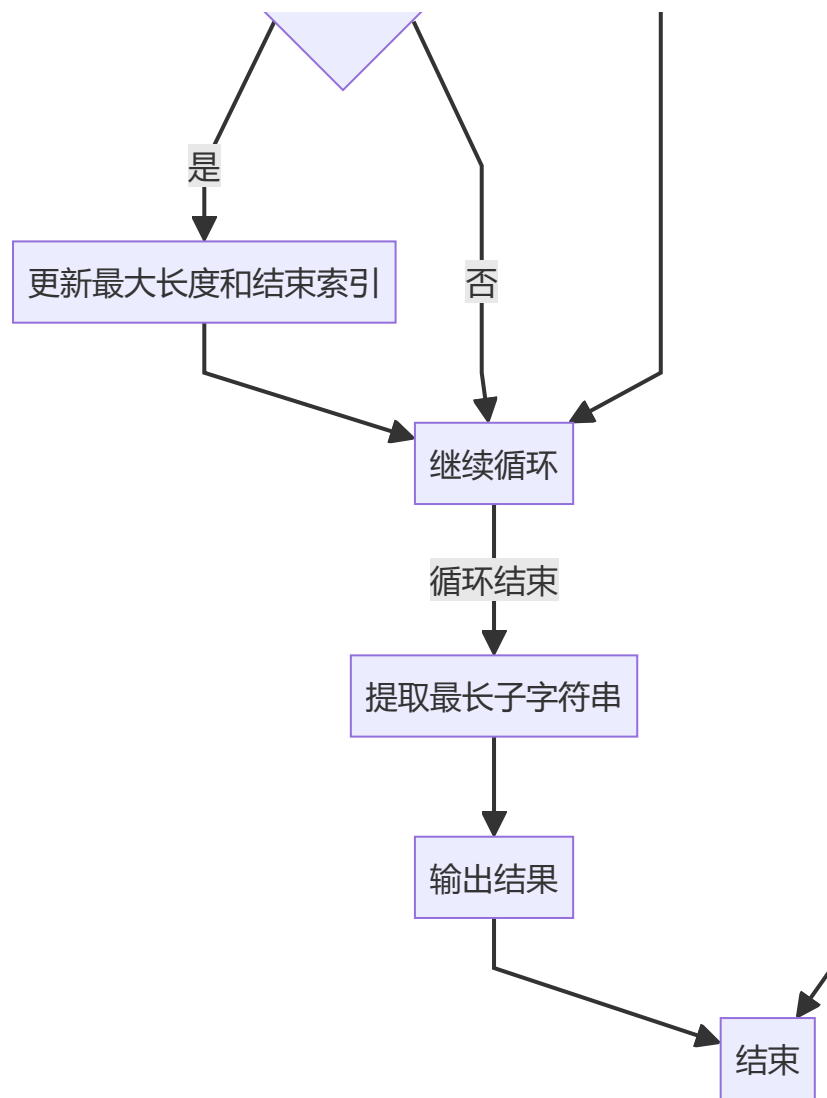 是
更新最大长度和结束索引
否
继续循环
循环结束
提取最长子字符串
输出结果
结束